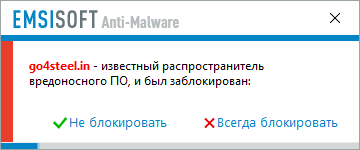 EMSISOFT Anti-Malware
go4steel.in - известный распространитель
вредоносного ПО, и был заблокирован:
Не блокировать Всегда блокировать